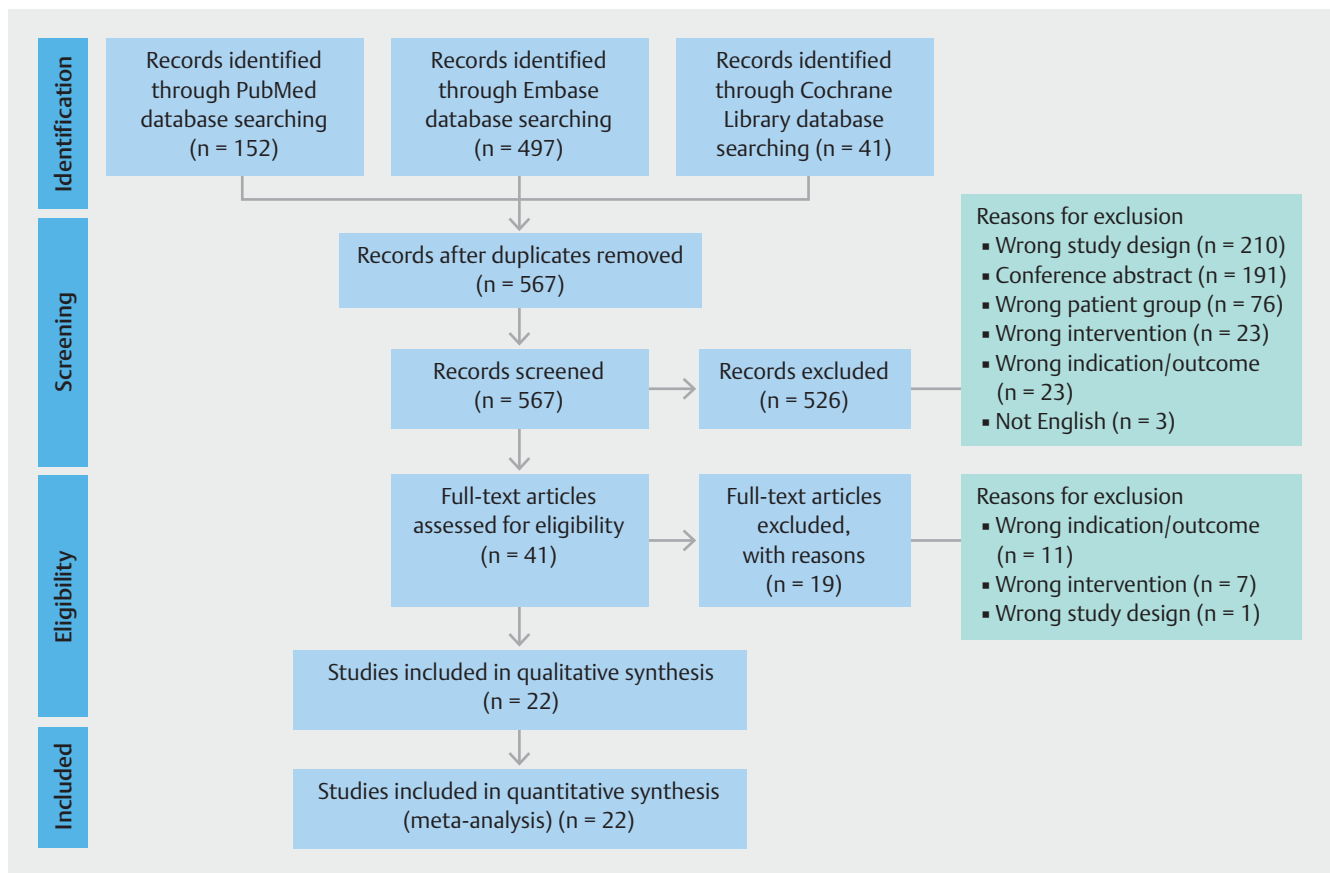 Identification
Records identified
through PubMed
database searching
(n = 152)
Records identified
through Embase
database searching
(n = 497)
Records identified
through Cochrane
Library database
searching (n = 41)
Screening
Records after duplicates removed
(n = 567)
Records screened
(n = 567)
Records excluded
(n = 526)
Reasons for exclusion
▪ Wrong study design (n = 210)
▪ Conference abstract (n = 191)
▪ Wrong patient group (n = 76)
▪ Wrong intervention (n = 23)
▪ Wrong indication/outcome
(n = 23)
▪ Not English (n = 3)
Eligibility
Full-text articles
assessed for eligibility
(n = 41)
Full-text articles
excluded,
with reasons
(n = 19)
Reasons for exclusion
▪ Wrong indication/outcome
(n = 11)
▪ Wrong intervention (n = 7)
▪ Wrong study design (n = 1)
Studies included in qualitative synthesis
(n = 22)
Included
Studies included in quantitative synthesis
(meta-analysis) (n = 22)